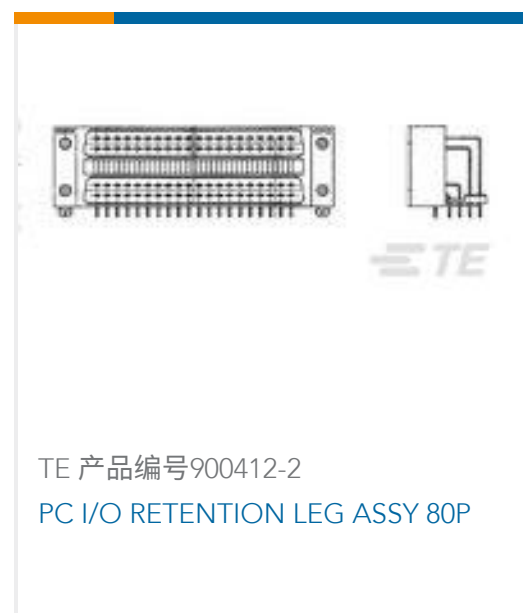 TE
TE 产品编号900412-2
PC I/O RETENTION LEG ASSY 80P